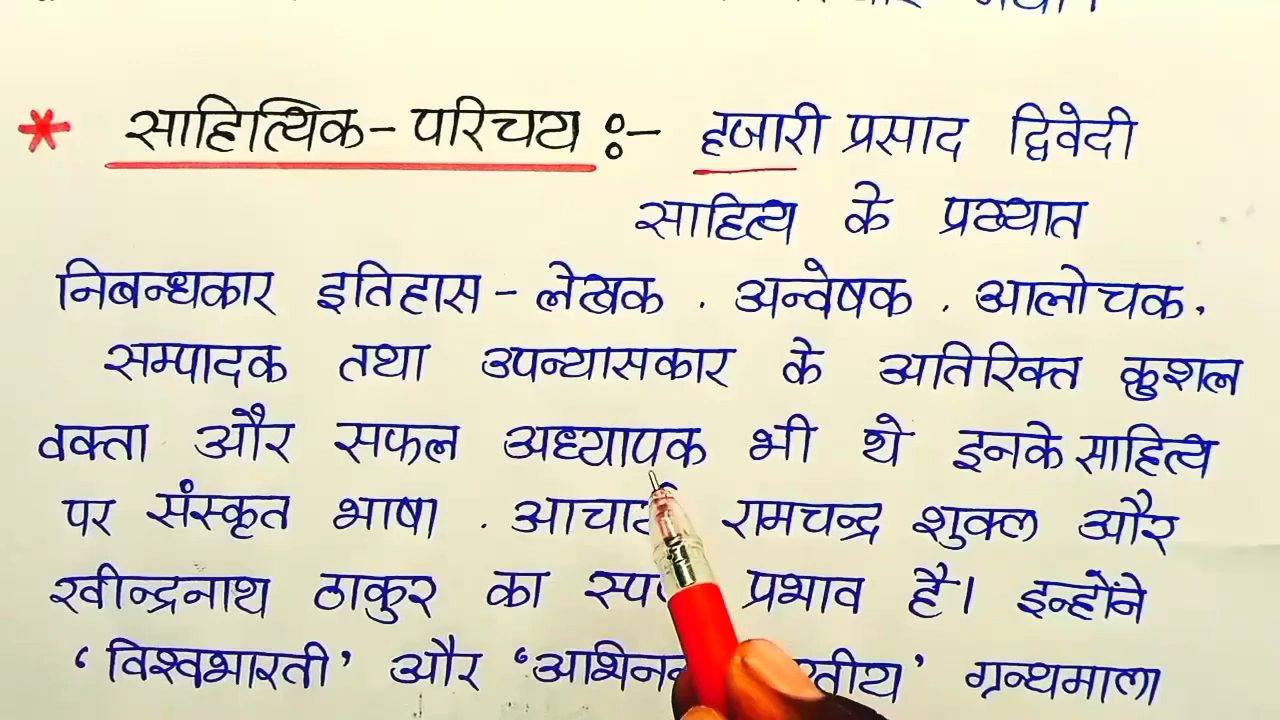 * साहित्यिक-परिचय :- हजारी प्रसाद द्विवेदी
साहित्य के प्रख्यात
निबन्धकार इतिहास-लेखक . अन्वेषक . आलोचक,
सम्पादक तथा उपन्यासकार के अतिरिक्त कुशल
वक्ता और सफल अध्यापक भी थे इनके साहित्य
पर संस्कृत भाषा . रामचन्द्र शुक्ल और
रवीन्द्रनाथ ठाकुर का प्रभाव है। इन्होंने
'विश्वभारती' और ग्रन्थमाला